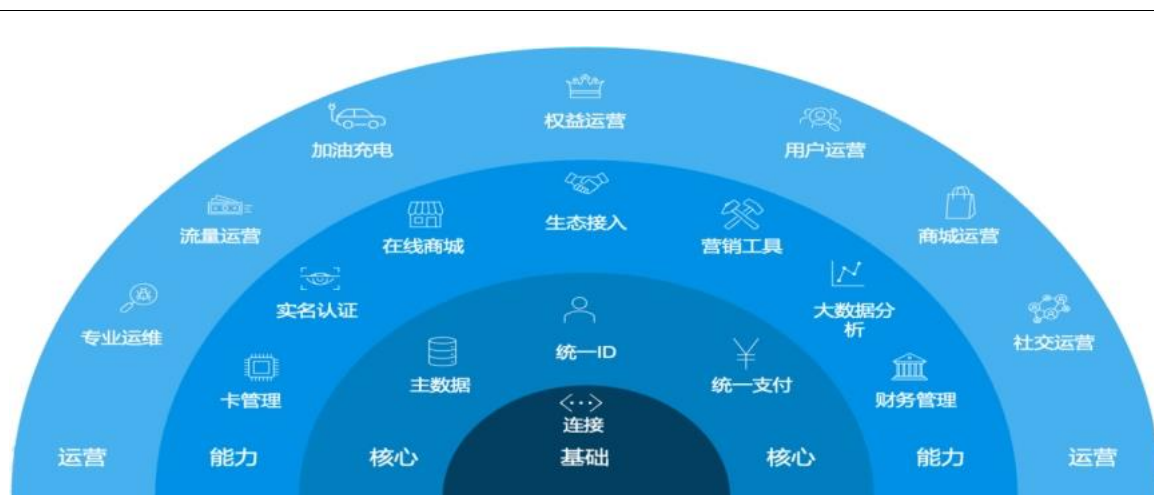 权益运营
加油充电
用户运营
流量运营
商城运营
专业运维
社交运营
生态接入
在线商城
营销工具
实名认证
大数据分
析
卡管理
财务管理
统一ID
主数据
统一支付
连接
运营
能力
核心
基础
核心
能力
运营